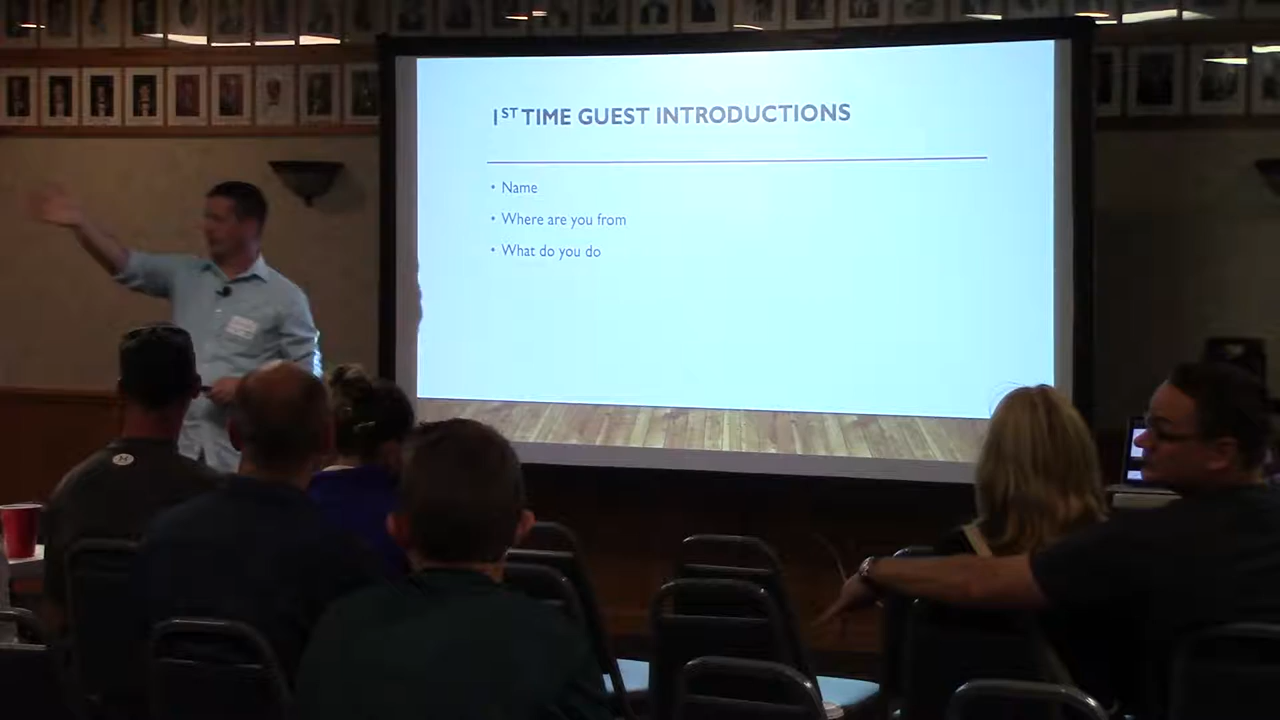 1ST TIME GUEST INTRODUCTIONS
• Name
• Where are you from
• What do you do